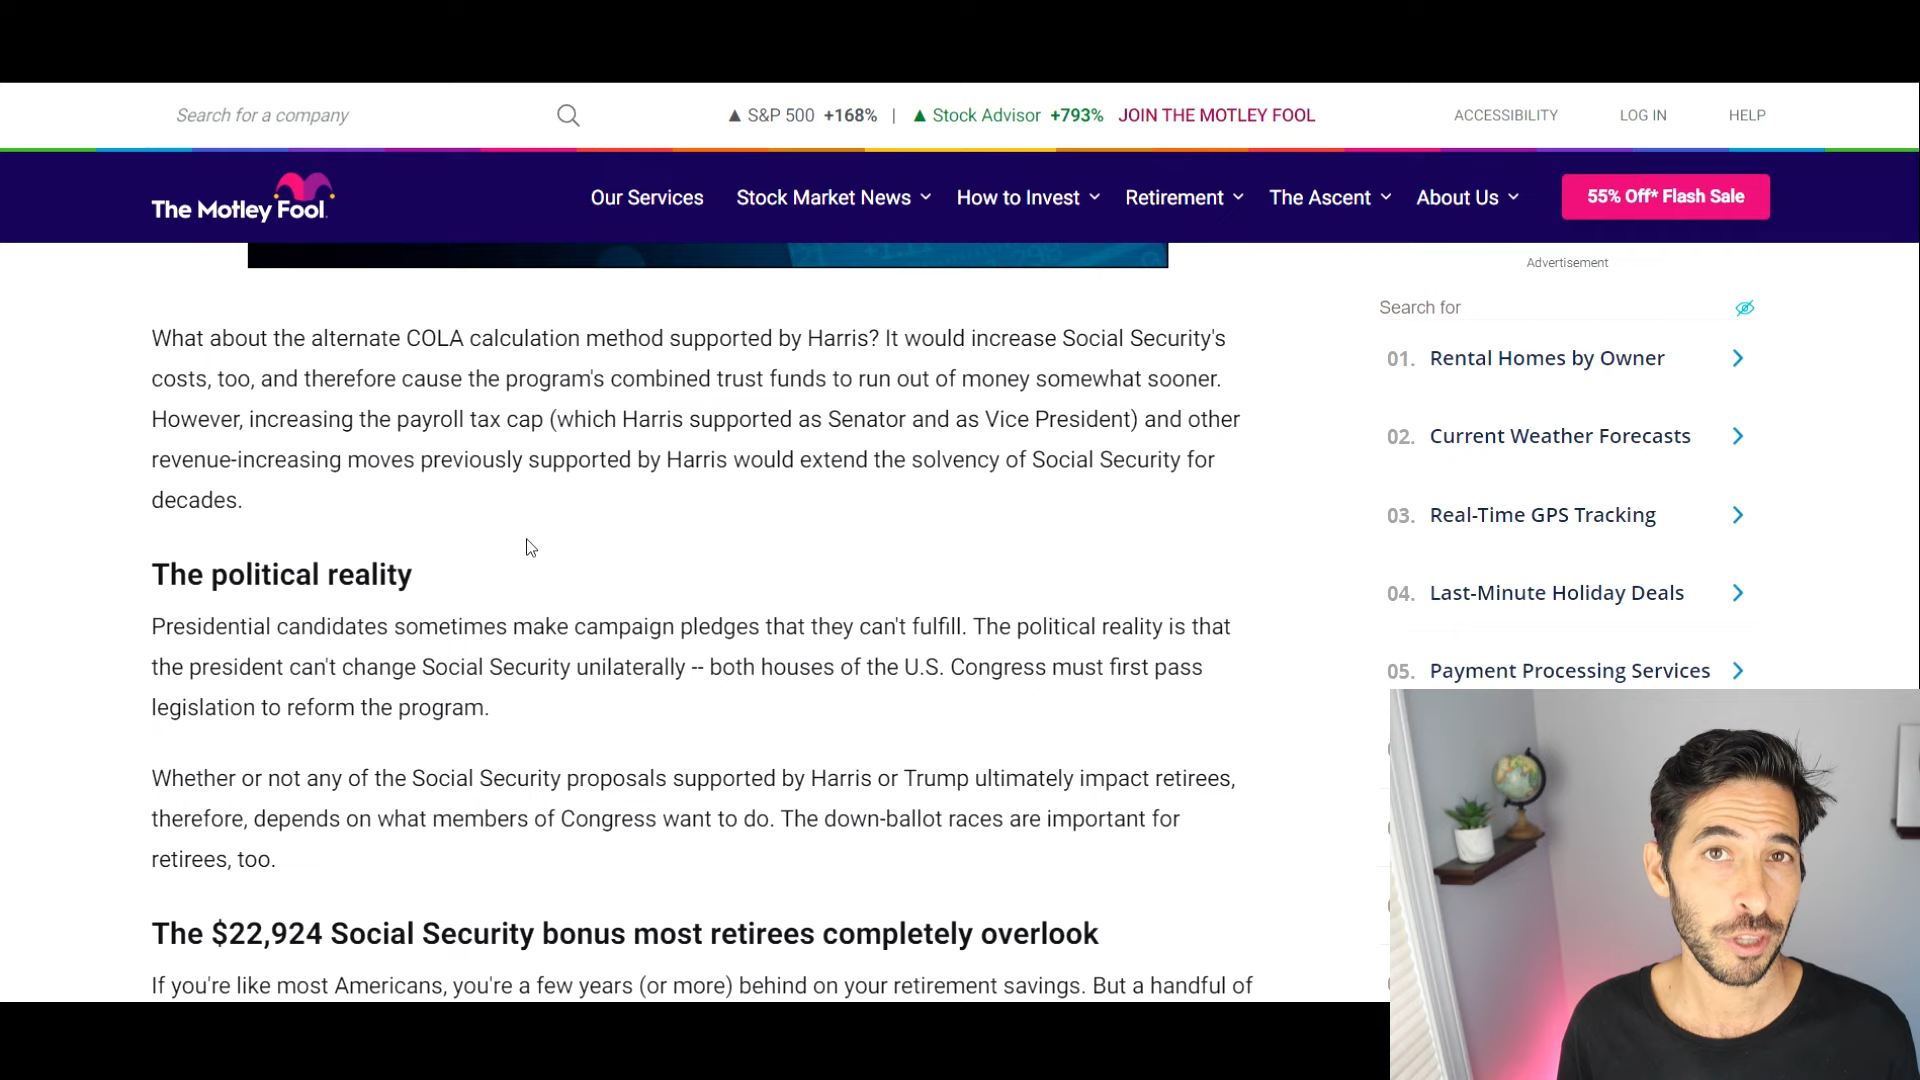 Search for a company
▲ S&P 500 +168% | ▲ Stock Advisor +793% JOIN THE MOTLEY FOOL
ACCESSIBILITY LOG IN HELP
The Motley Fool
Our Services Stock Market News How to Invest Retirement The Ascent About Us 55% Off* Flash Sale
What about the alternate COLA calculation method supported by Harris? It would increase Social Security's
costs, too, and therefore cause the program's combined trust funds to run out of money somewhat sooner.
However, increasing the payroll tax cap (which Harris supported as Senator and as Vice President) and other
revenue-increasing moves previously supported by Harris would extend the solvency of Social Security for
decades.
The political reality
Presidential candidates sometimes make campaign pledges that they can't fulfill. The political reality is that
the president can't change Social Security unilaterally -- both houses of the U.S. Congress must first pass
legislation to reform the program.
Whether or not any of the Social Security proposals supported by Harris or Trump ultimately impact retirees,
therefore, depends on what members of Congress want to do. The down-ballot races are important for
retirees, too.
The $22,924 Social Security bonus most retirees completely overlook
If you're like most Americans, you're a few years (or more) behind on your retirement savings. But a handful of
Advertisement
Search for
01. Rental Homes by Owner
02. Current Weather Forecasts
03. Real-Time GPS Tracking
04. Last-Minute Holiday Deals
05. Payment Processing Services